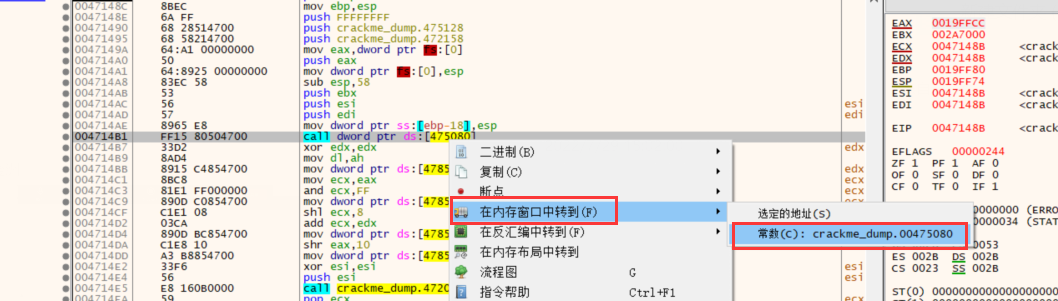 0047148C 8BEC mov ebp,esp
0047148E 6A FF push FFFFFFFF
00471490 68 28514700 push crackme_dump.475128
00471495 68 58214700 push crackme_dump.472158
0047149A 64:A1 00000000 mov eax,dword ptr fs:[0]
004714A0 50 push eax
004714A1 64:8925 00000000 mov dword ptr fs:[0],esp
004714A8 83EC 58 sub esp,58
004714AB 53 push ebx
004714AC 56 push esi esi
004714AD 57 push edi edi
004714AE 8965 E8 mov dword ptr ss:[ebp-18],esp
004714B1 FF15 80504700 call dword ptr ds:[475080]
004714B7 33D2 xor edx,edx edx
004714B9 8AD4 mov dl,ah
004714BB 8915 C4854700 mov dword ptr ds:[4785 edx
004714C1 8BC8 mov ecx,eax ecx
004714C3 81E1 FF000000 and ecx,FF ecx
004714C9 890D C0854700 mov dword ptr ds:[4785 ecx
004714CF C1E1 08 shl ecx,8 ecx
004714D2 03CA add ecx,edx ecx
004714D4 890D BC854700 mov dword ptr ds:[4785 ecx
004714DA C1E8 10 shr eax,10
004714DD A3 B8854700 mov dword ptr ds:[4785
004714E2 33F6 xor esi,esi esi
004714E4 56 push esi esi
004714E5 E8 160B0000 call crackme_dump.4720
59 pop ecx ecx
二进制(B)
复制(C)
断点
在内存窗口中转到(F)
在反汇编中转到(F)
在内存布局中转到
流程图 G
指令帮助 Ctrl+F1
选定的地址(S)
常数(C): crackme_dump.00475080
EAX 0019FFCC
EBX 002A7000
ECX 0047148B <crack
EDX 0047148B <crack
EBP 0019FF80
ESP 0019FF74
ESI 0047148B <crack
EDI 0047148B <crack
EIP 0047148B <crack
EFLAGS 00000244
ZF 1 PF 1 AF 0
OF 0 SF 0 DF 0
CF 0 TF 0 IF 1
00000000 (ERRO
00000034 (STAT
00000053
ES 002B DS 002B
CS 0023 SS 002B